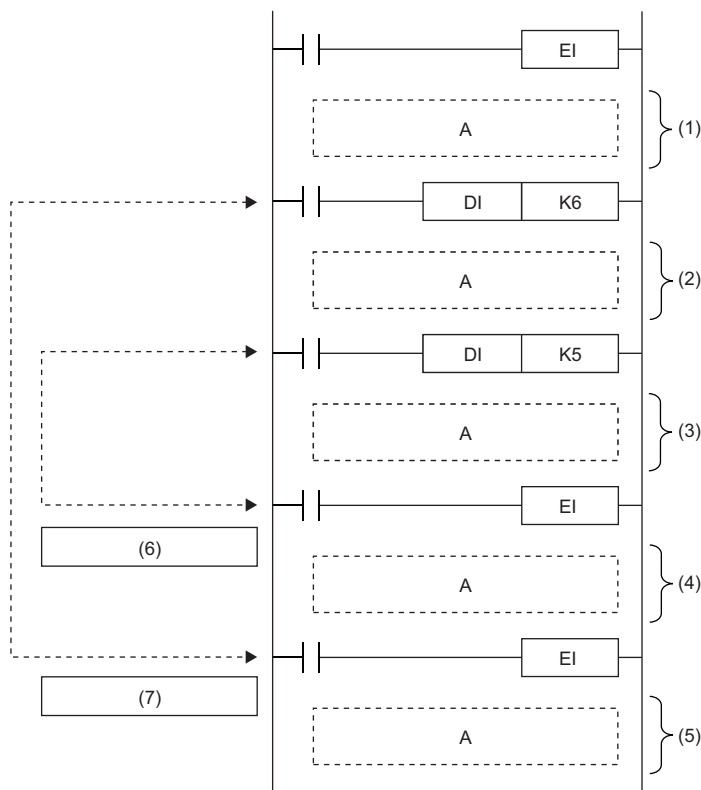 EI
A
(1)
DI K6
A
(2)
DI K5
A
(3)
EI
(6)
A
(4)
EI
(7)
A
(5)